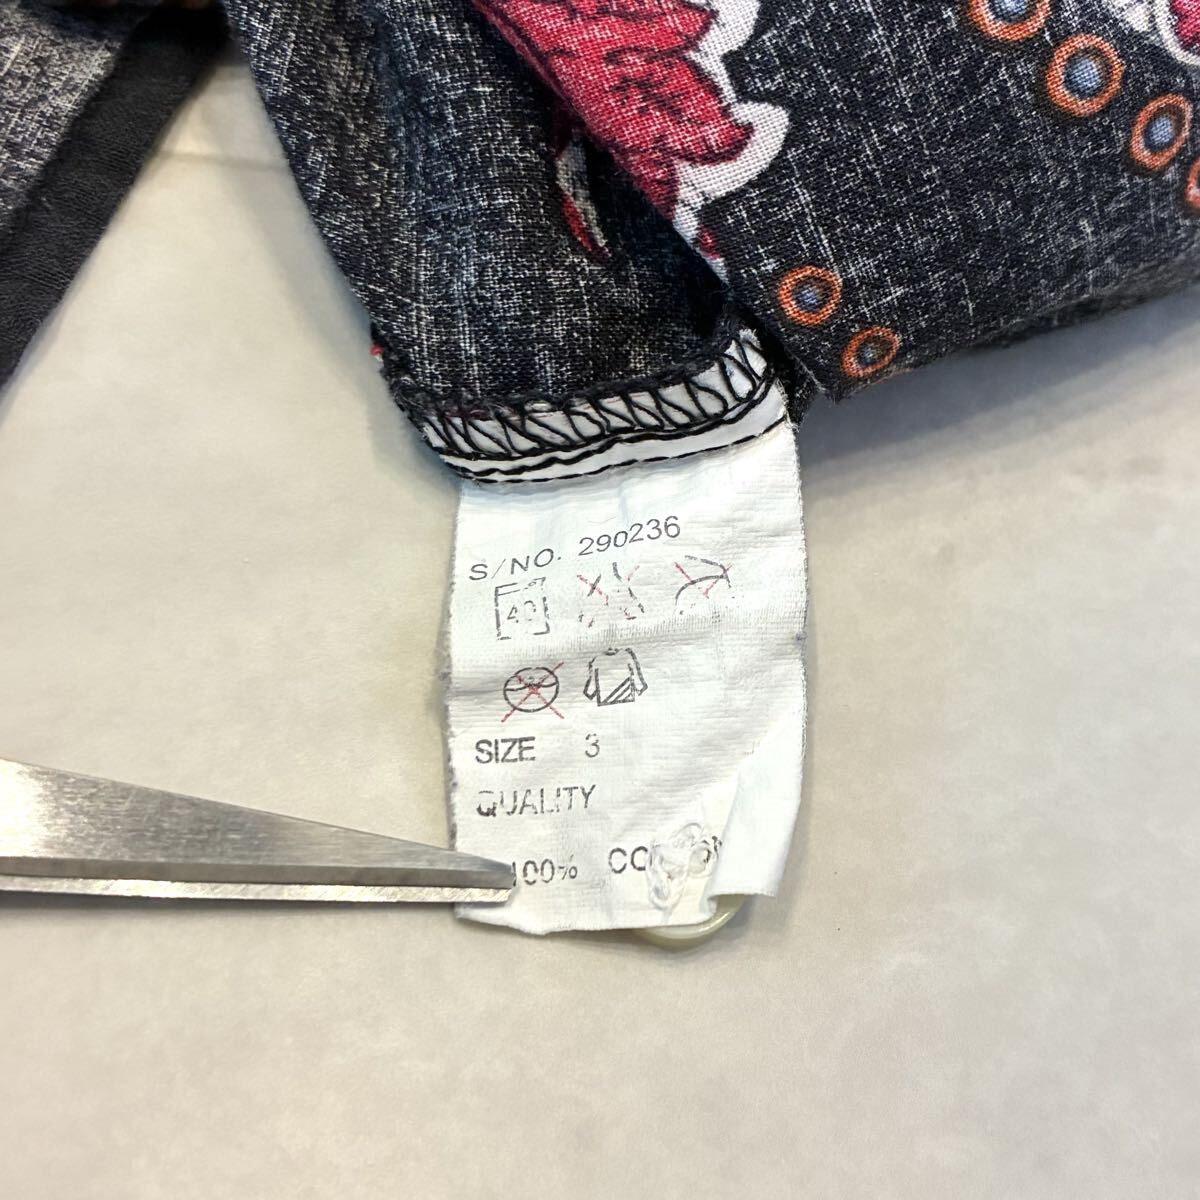 S/NO. 290236
40
SIZE 3
QUALITY
100%